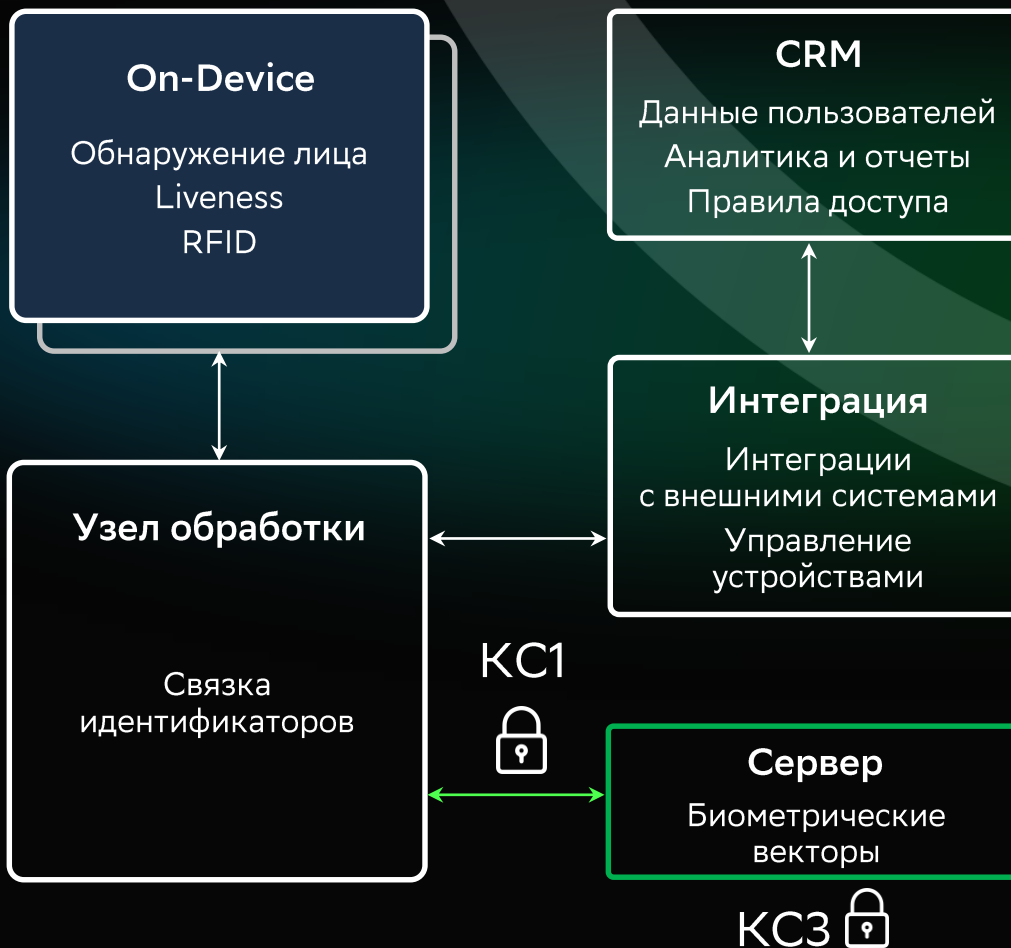 On-Device
Обнаружение лица
Liveness
RFID
CRM
Данные пользователей
Аналитика и отчеты
Правила доступа
Интеграция
Интеграции
с внешними системами
Управление
устройствами
Узел обработки
Связка
идентификаторов
КС1
Сервер
Биометрические
векторы
КС3